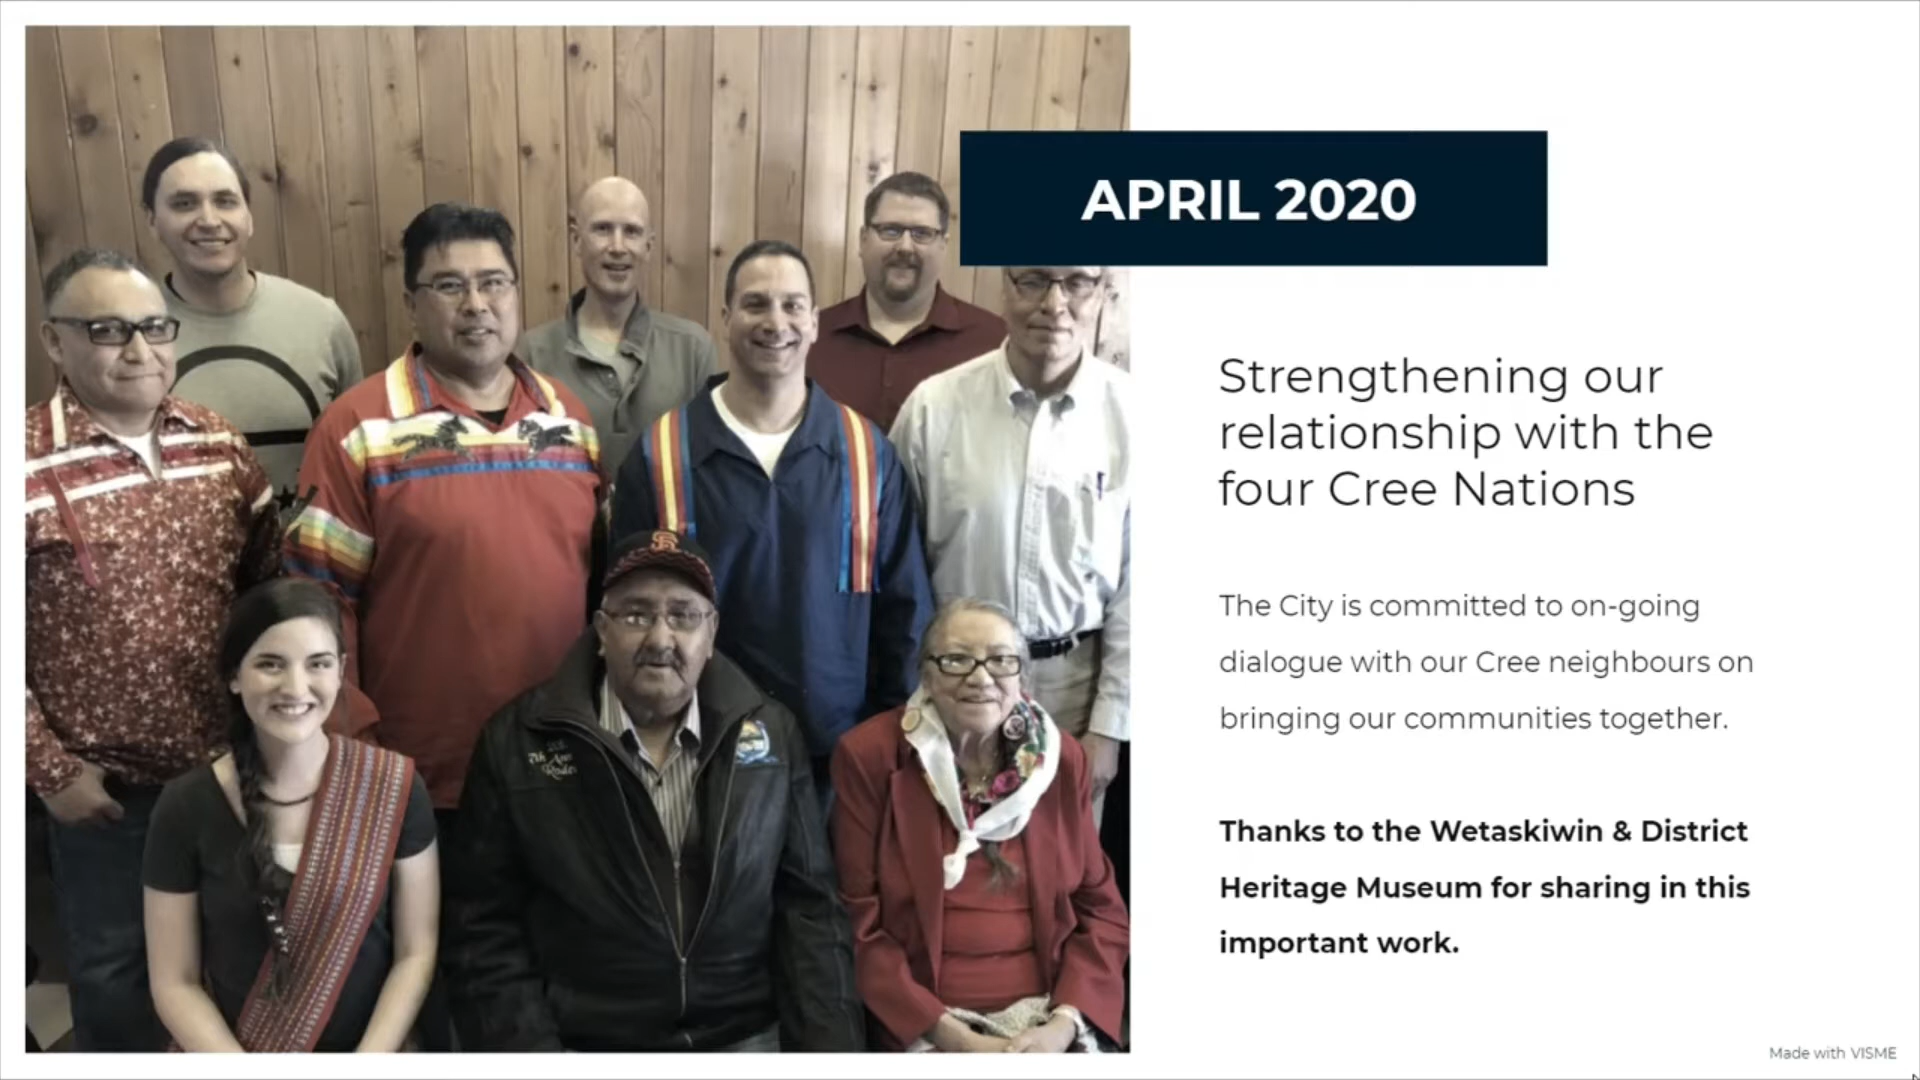 APRIL 2020
Strengthening our
relationship with the
four Cree Nations
The City is committed to on-going
dialogue with our Cree neighbours on
bringing our communities together.
Thanks to the Wetaskiwin & District
Heritage Museum for sharing in this
important work.
SF
7th
Made with VISME